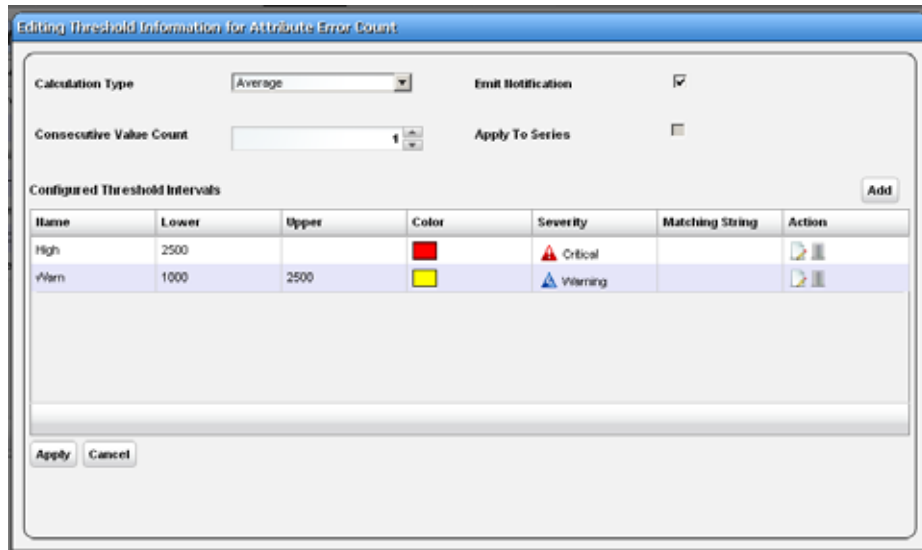 Editing Threshold Information for Attribute Error Count
Calculation Type Average Emit Notification
Consecutive Value Count 1 Apply To Series
Configured Threshold Intervals Add
Name Lower Upper Color Severity Matching String Action
High 2500 Critical
Warn 1000 2500 Warning
Apply Cancel